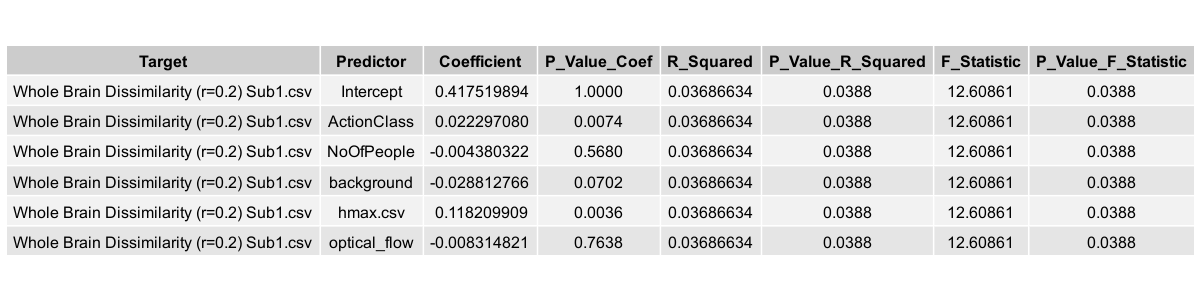 Target Predictor Coefficient P_Value_Coef R_Squared P_Value_R_Squared F_Statistic P_Value_F_Statistic
Whole Brain Dissimilarity (r=0.2) Sub1.csv Intercept 0.417519894 1.0000 0.03686634 0.0388 12.60861 0.0388
Whole Brain Dissimilarity (r=0.2) Sub1.csv ActionClass 0.022297080 0.0074 0.03686634 0.0388 12.60861 0.0388
Whole Brain Dissimilarity (r=0.2) Sub1.csv NoOfPeople -0.004380322 0.5680 0.03686634 0.0388 12.60861 0.0388
Whole Brain Dissimilarity (r=0.2) Sub1.csv background -0.028812766 0.0702 0.03686634 0.0388 12.60861 0.0388
Whole Brain Dissimilarity (r=0.2) Sub1.csv hmax.csv 0.118209909 0.0036 0.03686634 0.0388 12.60861 0.0388
Whole Brain Dissimilarity (r=0.2) Sub1.csv optical_flow -0.008314821 0.7638 0.03686634 0.0388 12.60861 0.0388